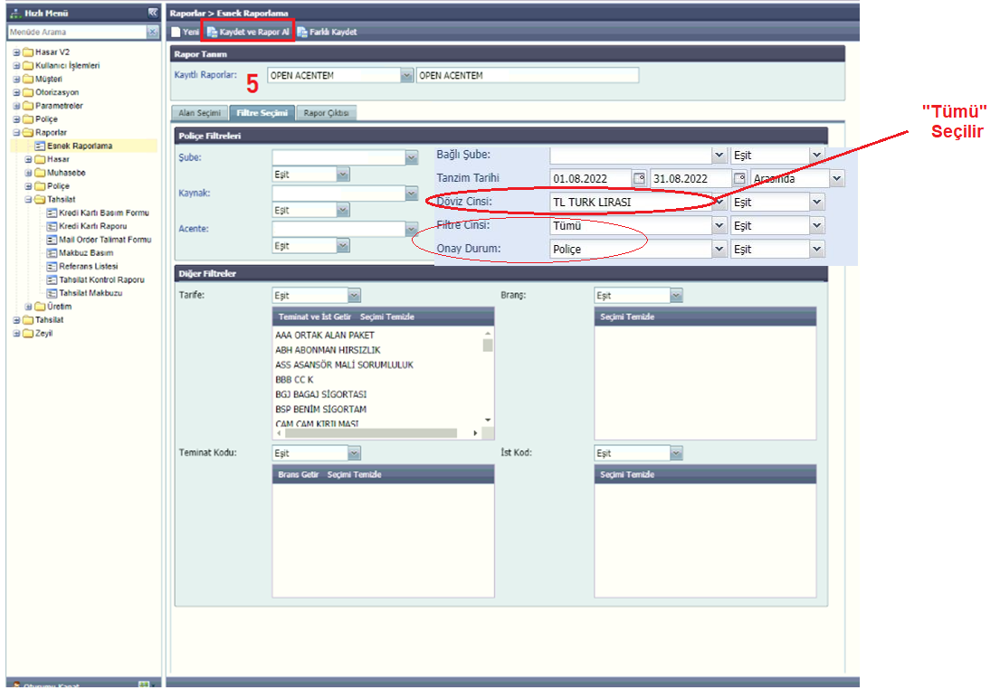 Hızlı Menü
Menüde Arama
Hasar V2
Kullanıcı İşlemleri
Müşteri
Otorizasyon
Parametreler
Poliçe
Raporlar
Esnek Raporlama
Hasar
Muhasebe
Poliçe
Tahsilat
Kredi Kartı Basım Formu
Kredi Kartı Raporu
Mail Order Talimat Formu
Makbuz Basım
Referans Listesi
Tahsilat Kontrol Raporu
Tahsilat Makbuzu
Üretim
Tahsilat
Zeyil
Oturumu Kapat
Raporlar > Esnek Raporlama
Yeni Kaydet ve Rapor Al Farklı Kaydet
Rapor Tanım
Kayıtlı Raporlar: OPEN ACENTEM OPEN ACENTEM
5
Alan Seçimi Filtre Seçimi Rapor Çıktısı
Poliçe Filtreleri
Şube:
Eşit
Kaynak:
Eşit
Acente:
Eşit
Bağlı Şube: Eşit
Tanzim Tarihi 01.08.2022 31.08.2022 Arasında
Döviz Cinsi: TL TURK LIRASI Eşit
Filtre Cinsi: Tümü Eşit
Onay Durum: Poliçe Eşit
"Tümü"
Seçilir
Diğer Filtreler
Tarife: Eşit Branş: Eşit
Teminat ve İst Getir Seçimi Temizle Seçimi Temizle
AAA ORTAK ALAN PAKET
ABH ABONMAN HIRSIZLIK
ASS ASANSÖR MALİ SORUMLULUK
BBB CC K
BGJ BAGAJ SİGORTASI
BSP BENİM SİGORTAM
CAM CAM KIRILMASI
Teminat Kodu: Eşit İst Kod: Eşit
Brans Getir Seçimi Temizle Seçimi Temizle